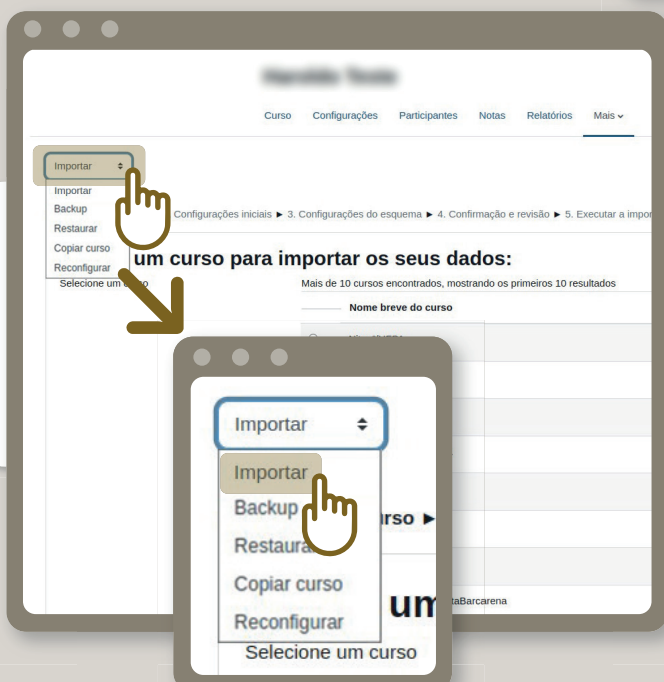 Curso Configurações Participantes Notas Relatórios Mais
Importar
Importar
Backup
Restaurar
Copiar curso
Reconfigurar
Configurações iniciais ► 3. Configurações do esquema ► 4. Confirmação e revisão ► 5. Executar a impor
um curso para importar os seus dados:
Selecione um
Mais de 10 cursos encontrados, mostrando os primeiros 10 resultados
Nome breve do curso
taBarcarena
Importar
Importar
Backup
rso ►
Restaura
Copiar curso
Reconfigurar
um
Selecione um curso